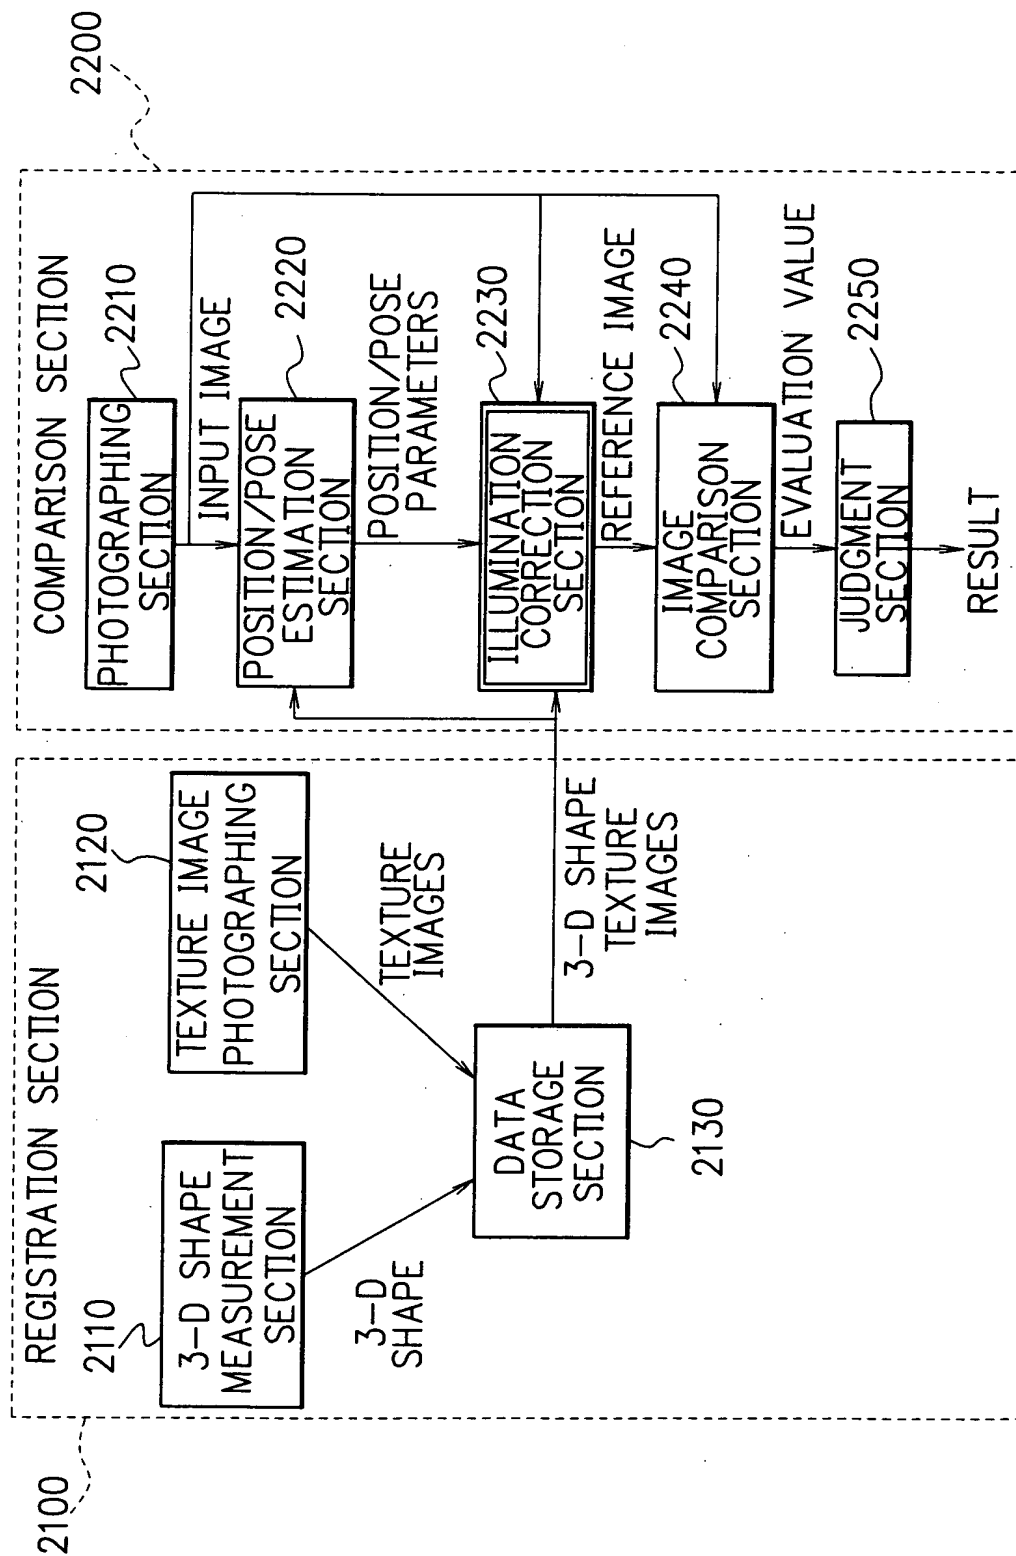 2100
REGISTRATION SECTION
2110
3-D SHAPE
MEASUREMENT
SECTION
2120
TEXTURE IMAGE
PHOTOGRAPHING
SECTION
3-D
SHAPE
TEXTURE
IMAGES
DATA
STORAGE
SECTION
2130
3-D SHAPE
TEXTURE
IMAGES
2200
COMPARISON SECTION
PHOTOGRAPHING
SECTION
2210
INPUT IMAGE
POSITION/POSE
ESTIMATION
SECTION
2220
POSITION/POSE
PARAMETERS
ILLUMINATION
CORRECTION
SECTION
2230
REFERENCE IMAGE
IMAGE
COMPARISON
SECTION
2240
EVALUATION VALUE
JUDGMENT
SECTION
2250
RESULT